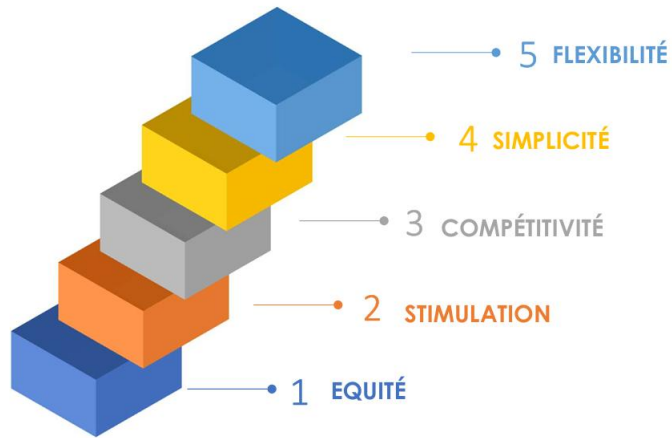 5 FLEXIBILITÉ
4 SIMPLICITÉ
3 COMPÉTITIVITÉ
2 STIMULATION
1 EQUITÉ